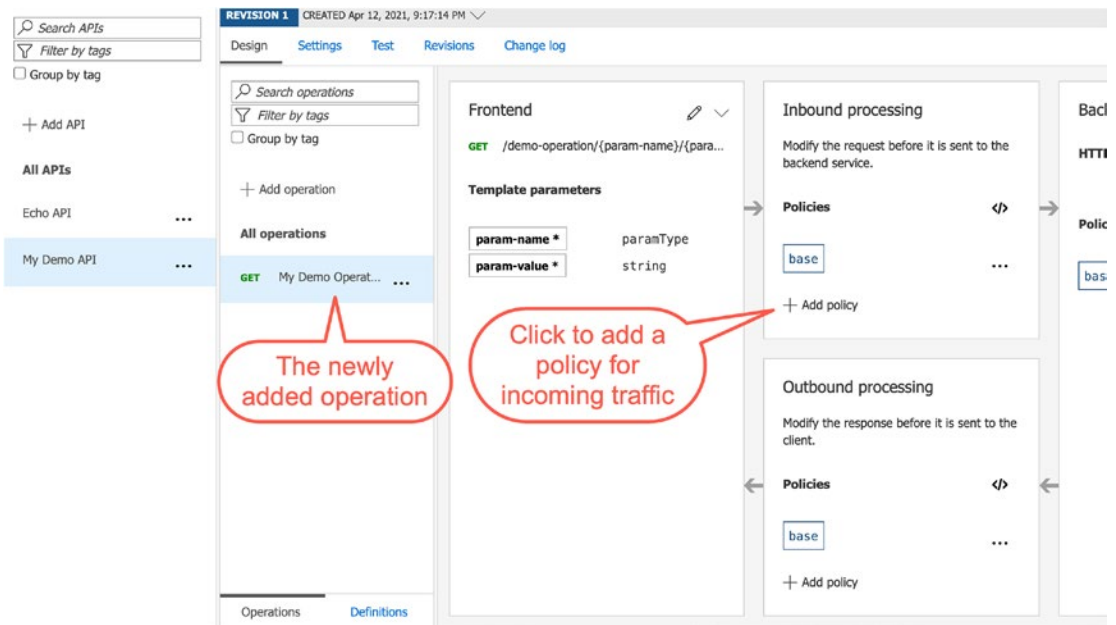 REVISION 1 CREATED Apr 12, 2021, 9:17:14 PM
Search APIs
Filter by tags
Group by tag
+ Add API
All APIs
Echo API ...
My Demo API ...
Design Settings Test Revisions Change log
Search operations
Filter by tags
Group by tag
+ Add operation
All operations
GET My Demo Operat... ...
The newly
added operation
Operations Definitions
Frontend
GET /demo-operation/{param-name}/{para...
Template parameters
param-name * paramType
param-value * string
Click to add a
policy for
incoming traffic
Inbound processing
Modify the request before it is sent to the
backend service.
Policies </>
base ...
+ Add policy
Outbound processing
Modify the response before it is sent to the
client.
Policies </>
base ...
+ Add policy